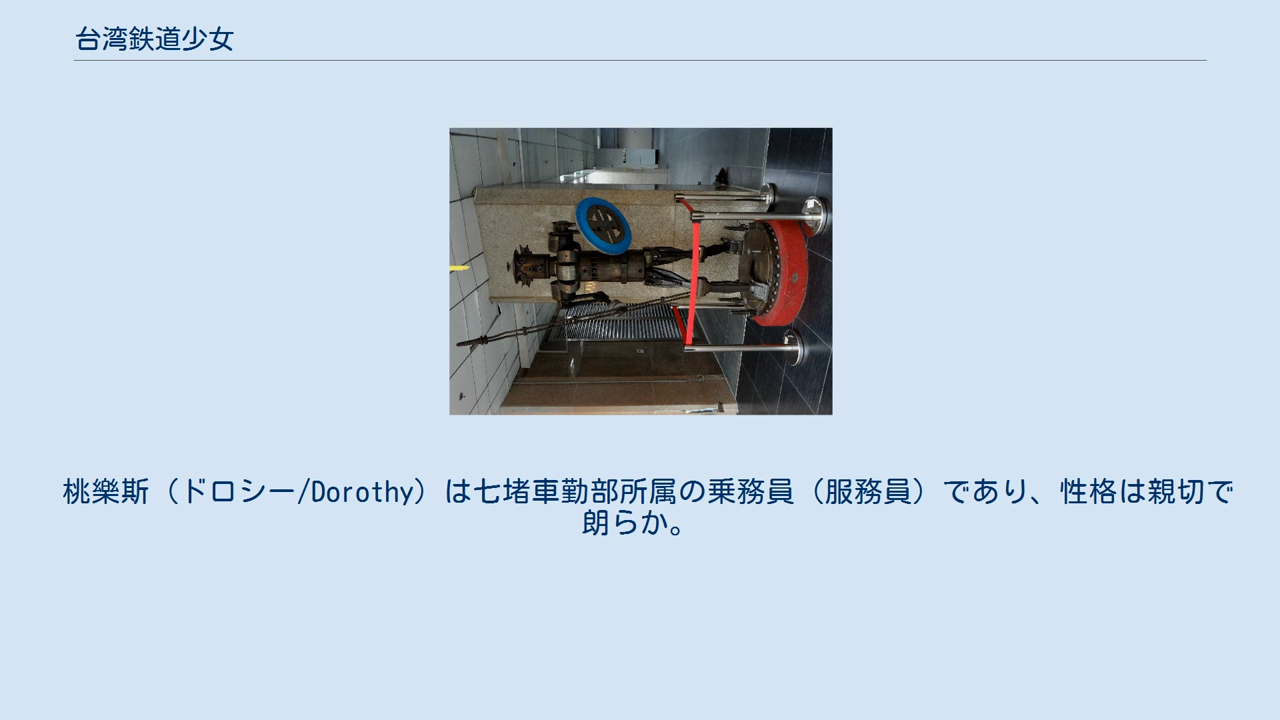 台湾鉄道少女
桃樂斯（ドロシー/Dorothy）は七堵車勤部所属の乗務員（服務員）であり、性格は親切で
朗らか。